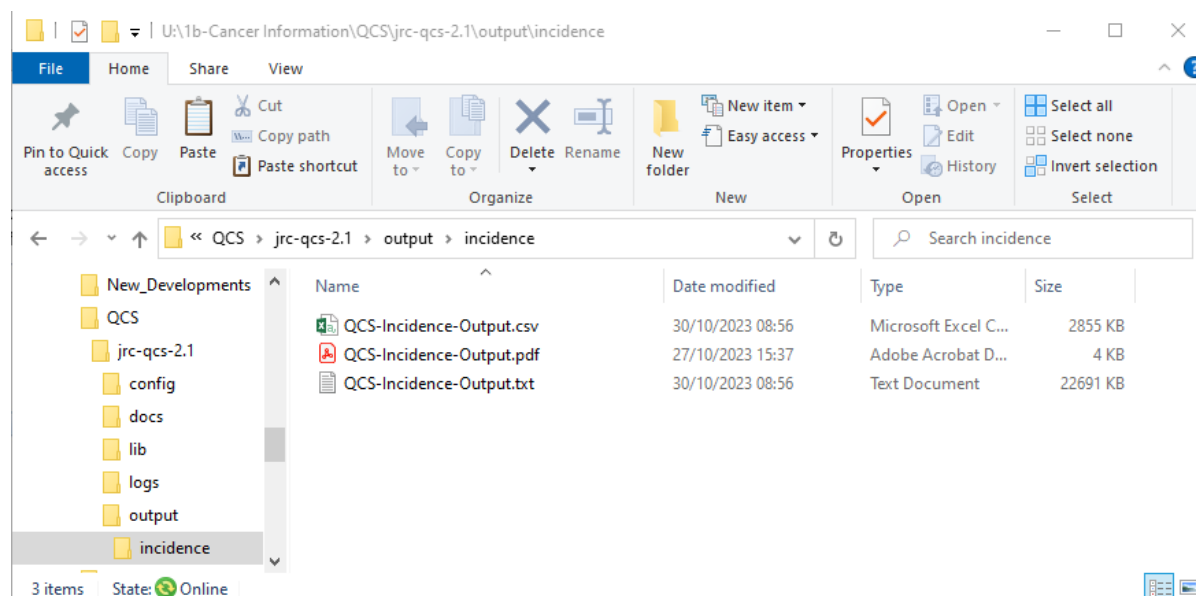 U:\1b-Cancer Information\QCS\jrc-qcs-2.1\output\incidence
File Home Share View
Pin to Quick access
Copy
Paste
Cut
Copy path
Paste shortcut
Clipboard
Move to
Copy to
Delete
Rename
Organize
New folder
New item
Easy access
New
Properties
Open
Edit
History
Open
Select all
Select none
Invert selection
Select
« QCS › jrc-qcs-2.1 › output › incidence
Search incidence
New_Developments
QCS
jrc-qcs-2.1
config
docs
lib
logs
output
incidence
Name Date modified Type Size
QCS-Incidence-Output.csv 30/10/2023 08:56 Microsoft Excel C... 2855 KB
QCS-Incidence-Output.pdf 27/10/2023 15:37 Adobe Acrobat D... 4 KB
QCS-Incidence-Output.txt 30/10/2023 08:56 Text Document 22691 KB
3 items State: Online